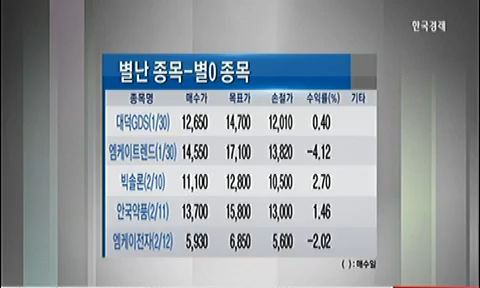 한국경제
별난 종목-별0 종목
종목명 매수가 목표가 손절가 수익률(%) 기타
대덕GDS(1/30) 12,650 14,700 12,010 0.40
엠케이트렌드(1/30) 14,550 17,100 13,820 -4.12
빅솔론(2/10) 11,100 12,800 10,500 2.70
안국약품(2/11) 13,700 15,800 13,000 1.46
엠케이전자(2/12) 5,930 6,850 5,600 -2.02
( ) : 매수일